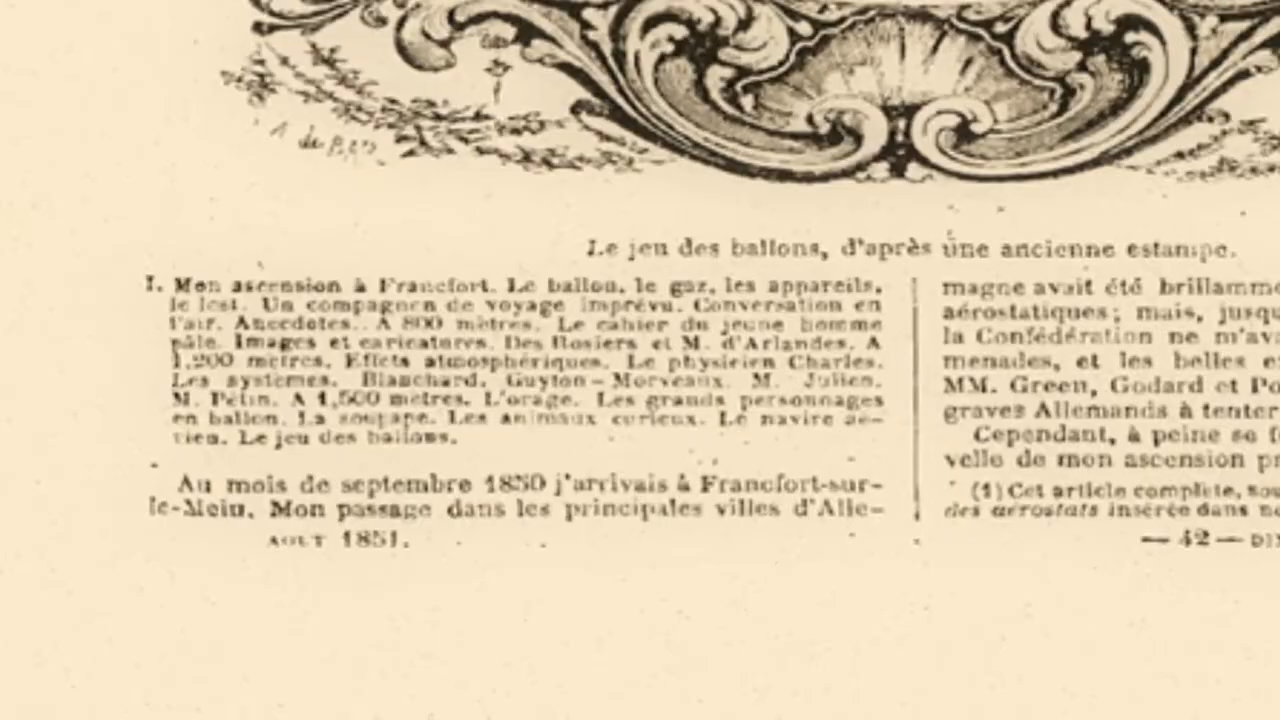 A de B
Le jeu des ballons, d'après une ancienne estampe.
I. Mon ascension à Francfort. Le ballon, le gaz, les appareils,
le lest. Un compagnon de voyage imprévu. Conversation en
l'air. Anecdotes. A 800 mètres. Le cahier du jeune homme
pâle. Images et caricatures. Des Rosiers et M. d'Arlandes. A
1,200 mètres. Effets atmosphériques. Le physicien Charles.
Les systèmes. Blanchard. Guyton-Morveaux. M. Julien.
M. Pétin. A 1,500 mètres. L'orage. Les grands personnages
en ballon. La soupape. Les animaux curieux. Le navire aé-
rien. Le jeu des ballons.
Au mois de septembre 1850 j'arrivais à Francfort-sur-
le-Mein. Mon passage dans les principales villes d'Alle-
AOUT 1851.
magne avait été brillamme
aérostatiques; mais, jusqu
la Confédération ne m'av
menades, et les belles e
MM. Green, Godard et Po
graves Allemands à tenter
Cependant, à peine se
velle de mon ascension pr
(1) Cet article complète, sou
des aérostats insérée dans no
— 42 — DIX